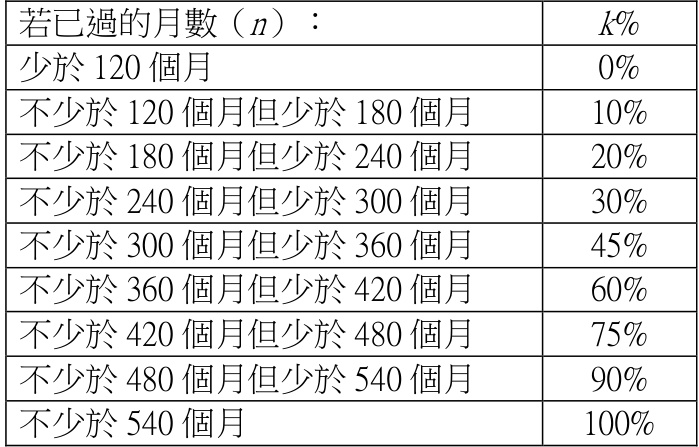 若已過的月數（n）： k%
少於 120 個月 0%
不少於 120 個月但少於 180 個月 10%
不少於 180 個月但少於 240 個月 20%
不少於 240 個月但少於 300 個月 30%
不少於 300 個月但少於 360 個月 45%
不少於 360 個月但少於 420 個月 60%
不少於 420 個月但少於 480 個月 75%
不少於 480 個月但少於 540 個月 90%
不少於 540 個月 100%